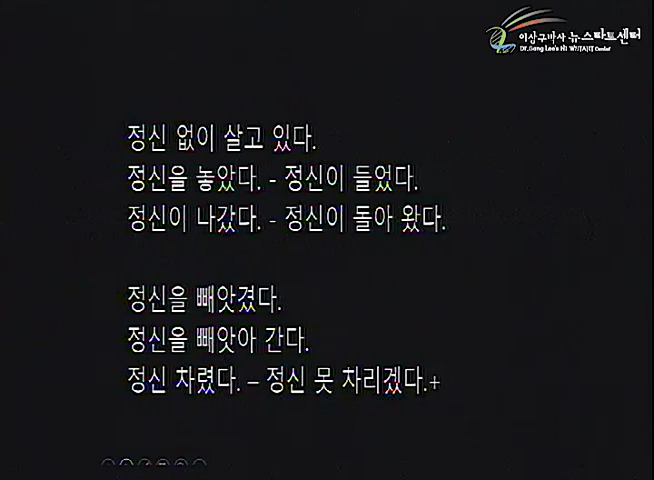 이상구박사 뉴스타트센터
Dr.Sang Lee's NEWSTART Center
정신 없이 살고 있다.
정신을 놓았다. - 정신이 들었다.
정신이 나갔다. - 정신이 돌아 왔다.
정신을 빼앗겼다.
정신을 빼앗아 간다.
정신 차렸다. – 정신 못 차리겠다.+